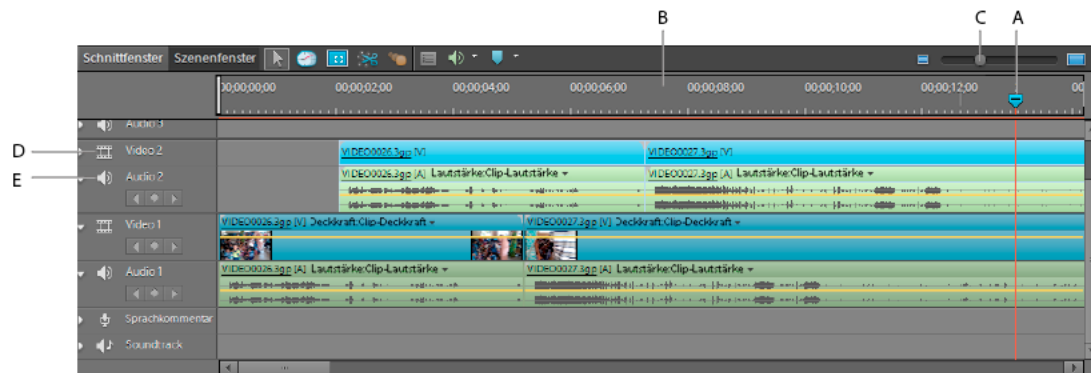 B C A
Schnittfenster Szenenfenster
00;00;00;00 00;00;02;00 00;00;04;00 00;00;06;00 00;00;08;00 00;00;10;00 00;00;12;00 00
Audio 3
D Video 2 VIDEO0026.3gp [V] VIDEO0027.3gp [V]
E Audio 2 VIDEO0026.3gp [A] Lautstärke:Clip-Lautstärke VIDEO0027.3gp [A] Lautstärke:Clip-Lautstärke
Video 1 VIDEO0026.3gp [V] Deckkraft:Clip-Deckkraft VIDEO0027.3gp [V] Deckkraft:Clip-Deckkraft
Audio 1 VIDEO0026.3gp [A] Lautstärke:Clip-Lautstärke VIDEO0027.3gp [A] Lautstärke:Clip-Lautstärke
Sprachkommentar
Soundtrack